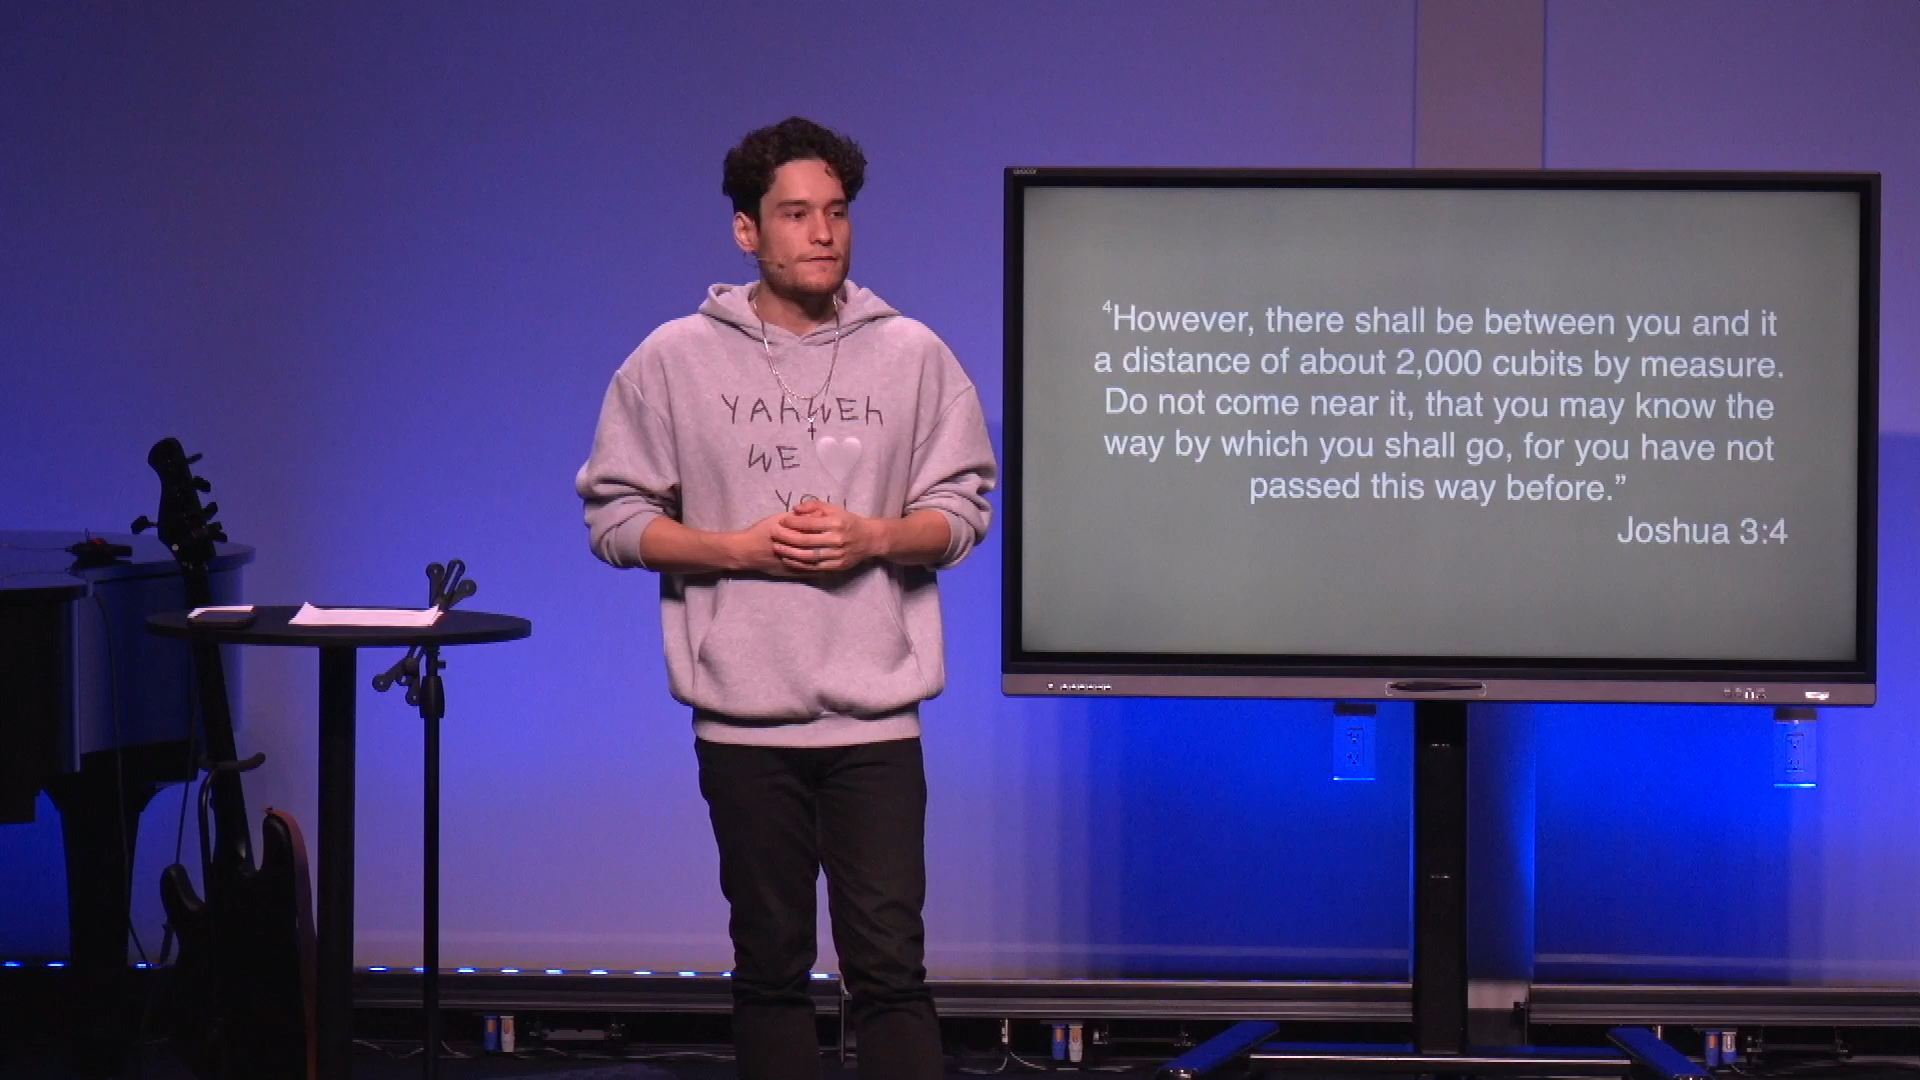 YAHWEH
WE
YOU
⁴However, there shall be between you and it
a distance of about 2,000 cubits by measure.
Do not come near it, that you may know the
way by which you shall go, for you have not
passed this way before.”
Joshua 3:4